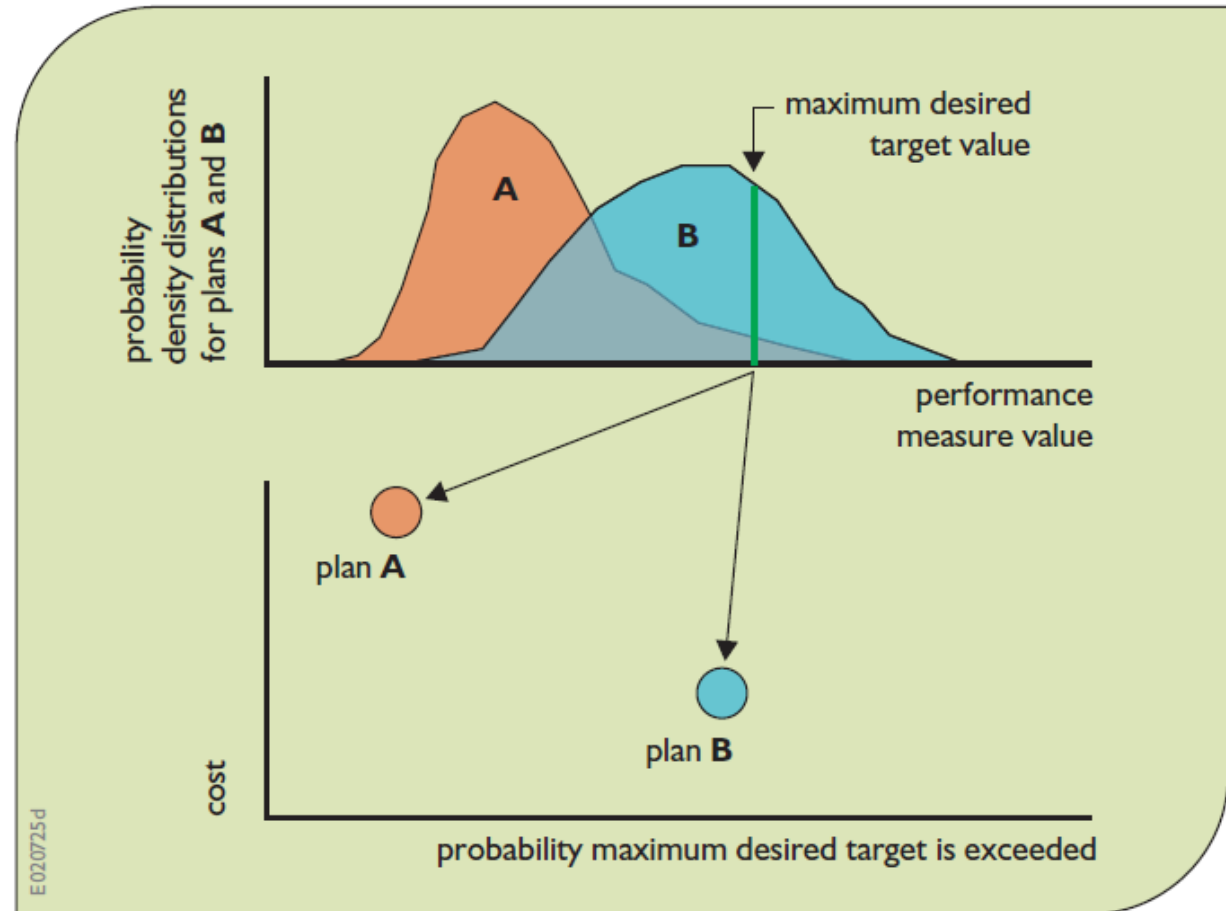 probability
density distributions
for plans A and B
maximum desired
target value
A
B
performance
measure value
plan A
plan B
cost
probability maximum desired target is exceeded
E020725d